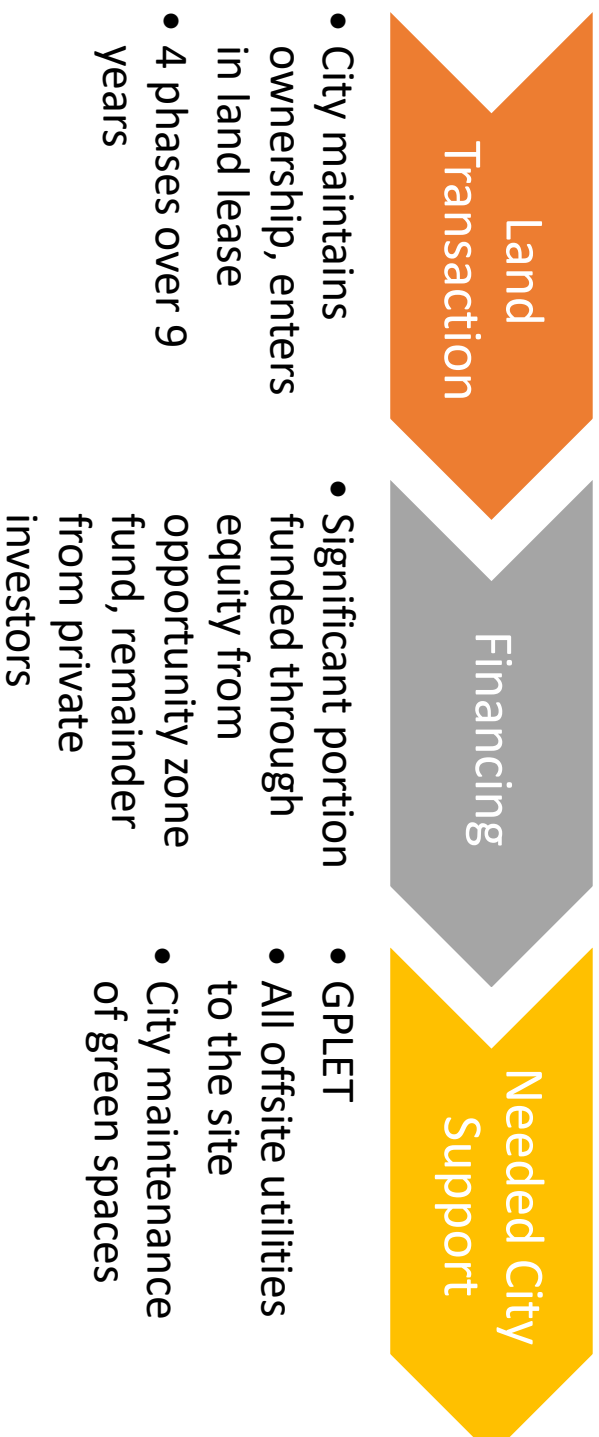 Land
Transaction
• City maintains
ownership, enters
in land lease
• 4 phases over 9
years
Financing
• Significant portion
funded through
equity from
opportunity zone
fund, remainder
from private
investors
Needed City
Support
• GPLET
• All offsite utilities
to the site
• City maintenance
of green spaces